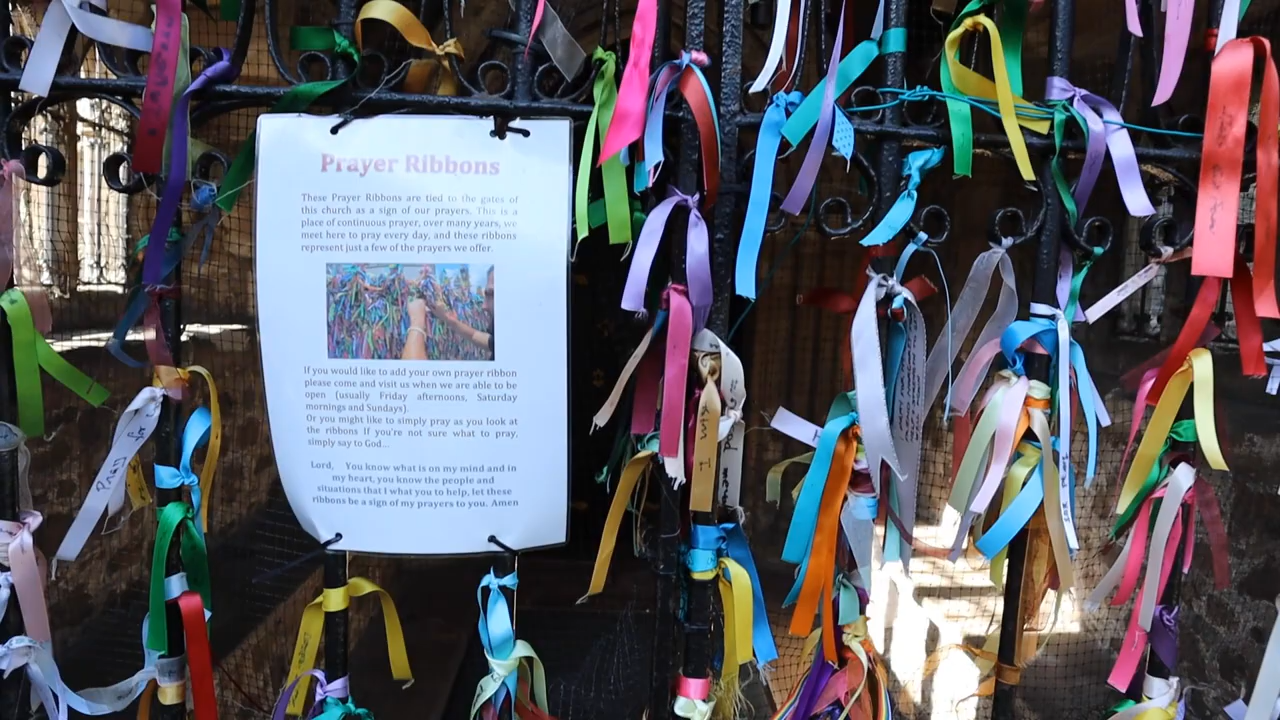 Prayer Ribbons
These Prayer Ribbons are tied to the gates of
this church as a sign of our prayers. This is a
place of continuous prayer, over many years, we
meet here to pray every day, and these ribbons
represent just a few of the prayers we offer.
If you would like to add your own prayer ribbon
please come and visit us when we are able to be
open (usually Friday afternoons, Saturday
mornings and Sundays).
Or you might like to simply pray as you look at
the ribbons If you're not sure what to pray,
simply say to God...
Lord, You know what is on my mind and in
my heart, you know the people and
situations that I what you to help, let these
ribbons be a sign of my prayers to you. Amen